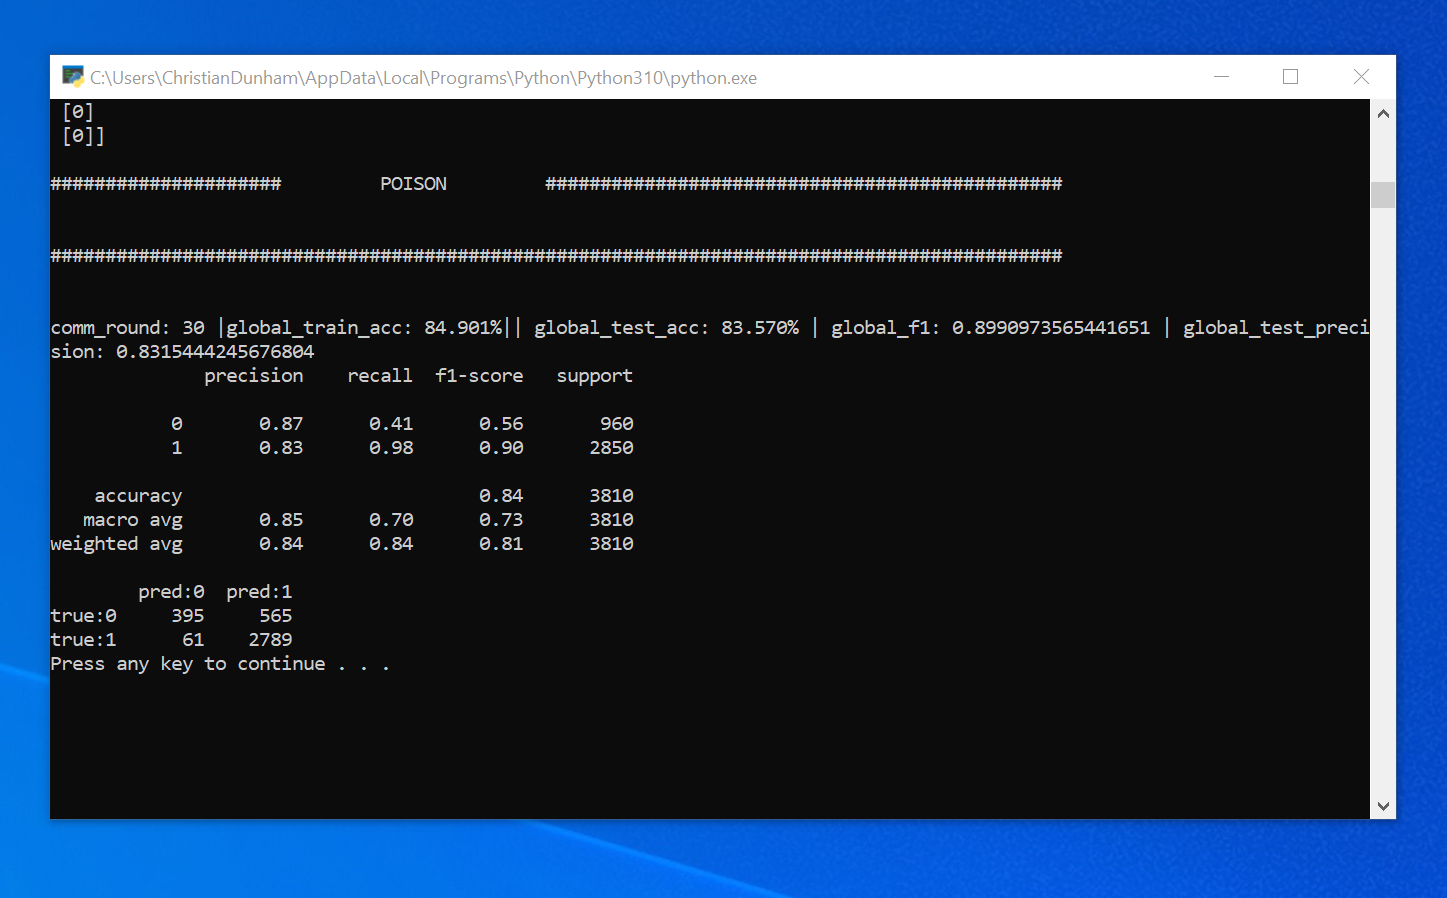 C:\Users\ChristianDunham\AppData\Local\Programs\Python\Python310\python.exe
[0]
[0]]
##################### POISON ###############################################
############################################################################################
comm_round: 30 |global_train_acc: 84.901%|| global_test_acc: 83.570% | global_f1: 0.8990973565441651 | global_test_preci
sion: 0.8315444245676804
precision recall f1-score support
0 0.87 0.41 0.56 960
1 0.83 0.98 0.90 2850
accuracy 0.84 3810
macro avg 0.85 0.70 0.73 3810
weighted avg 0.84 0.84 0.81 3810
pred:0 pred:1
true:0 395 565
true:1 61 2789
Press any key to continue . . .